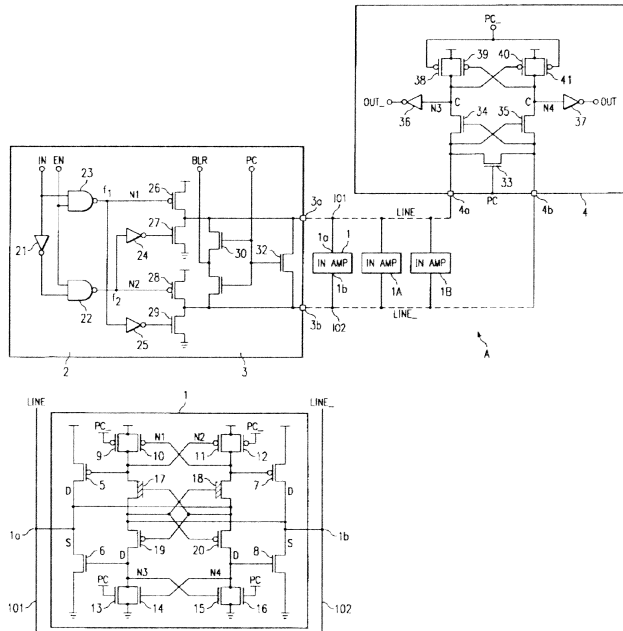 PC_
39 40
38 41
OUT_ N3 C C N4 OUT
36 34 35 37
33
PC
4a 4b 4
IN EN 23 BLR PC
26
f1 N1
3a 101 LINE
27
21 24 30 32 1a 1
28
IN AMP IN AMP IN AMP
f2 N2 1b 1A 1B
22 29
3b 102 LINE_
25
2 3 A
LINE 1 LINE_
PC_ N1 N2 PC_
9 10 11 12
17 18
5 7
D D
1a 1b
S 6 19 20 8 S
D D
PC N3 N4 PC
101 13 14 15 16 102